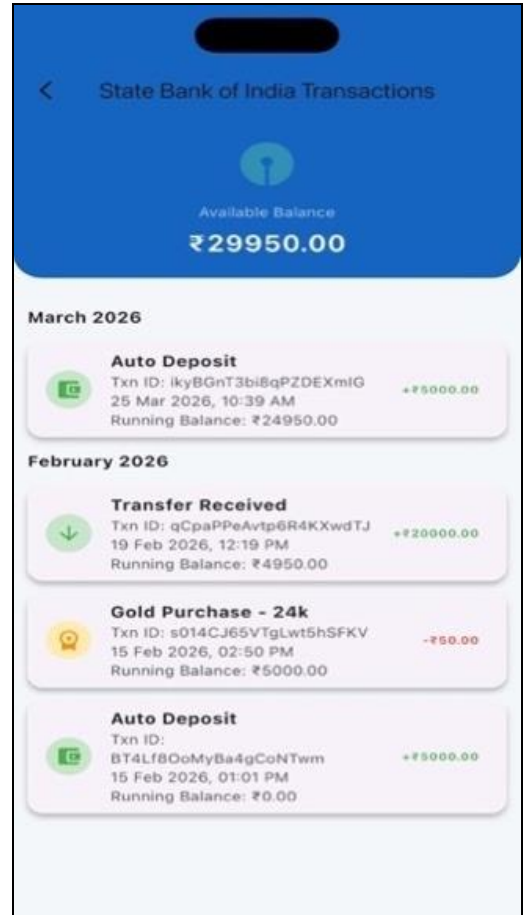 State Bank of India Transactions
Available Balance
₹29950.00
March 2026
Auto Deposit
Txn ID: ikyBGnT3bi8qPZDEXmIG
25 Mar 2026, 10:39 AM
+₹5000.00
Running Balance: ₹24950.00
February 2026
Transfer Received
Txn ID: qCpaPPeAvtp6R4KXwdTJ
19 Feb 2026, 12:19 PM
+₹20000.00
Running Balance: ₹4950.00
Gold Purchase - 24k
Txn ID: s014CJ65VTgLwt5hSFKV
15 Feb 2026, 02:50 PM
-₹50.00
Running Balance: ₹5000.00
Auto Deposit
Txn ID:
BT4Lf8OoMyBa4gCoNTwm
+₹5000.00
15 Feb 2026, 01:01 PM
Running Balance: ₹0.00